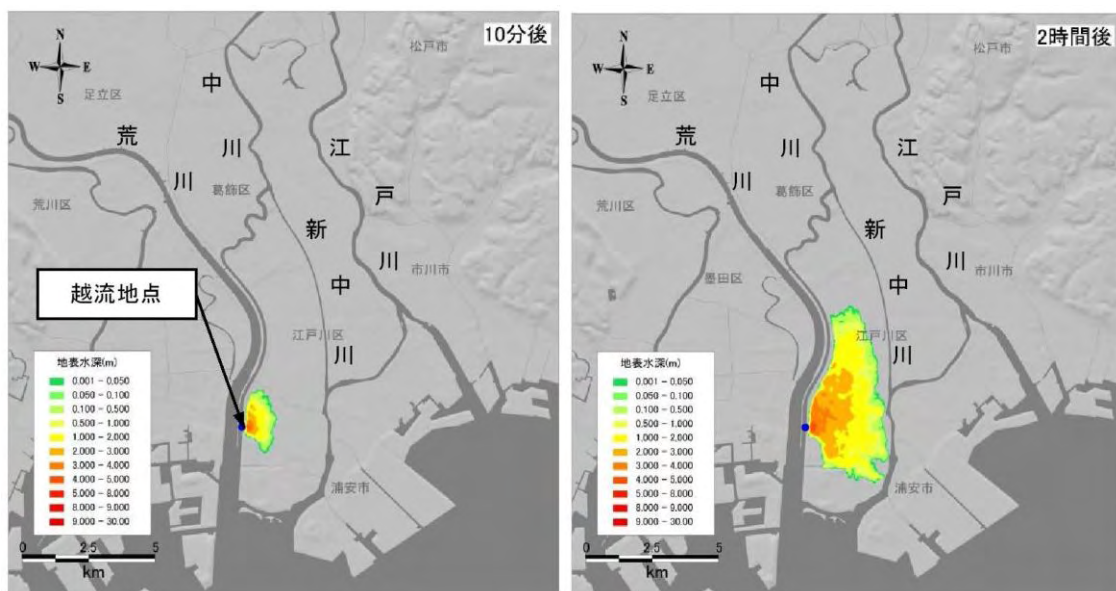 10分後
N
W E
S
松戸市
足立区
中川
荒川
江戸川
葛飾区
荒川区
新中川
市川市
越流地点
江戸川区
地表水深(m)
0.001 - 0.050
0.050 - 0.100
0.100 - 0.500
0.500 - 1.000
1.000 - 2.000
2.000 - 3.000
3.000 - 4.000
4.000 - 5.000
5.000 - 8.000
8.000 - 9.000
9.000 - 30.00
浦安市
0 2.5 5
km
2時間後
N
W E
S
松戸市
足立区
中川
荒川
江戸川
葛飾区
荒川区
新中川
市川市
墨田区
江戸川区
地表水深(m)
0.001 - 0.050
0.050 - 0.100
0.100 - 0.500
0.500 - 1.000
1.000 - 2.000
2.000 - 3.000
3.000 - 4.000
4.000 - 5.000
5.000 - 8.000
8.000 - 9.000
9.000 - 30.00
浦安市
0 2.5 5
km